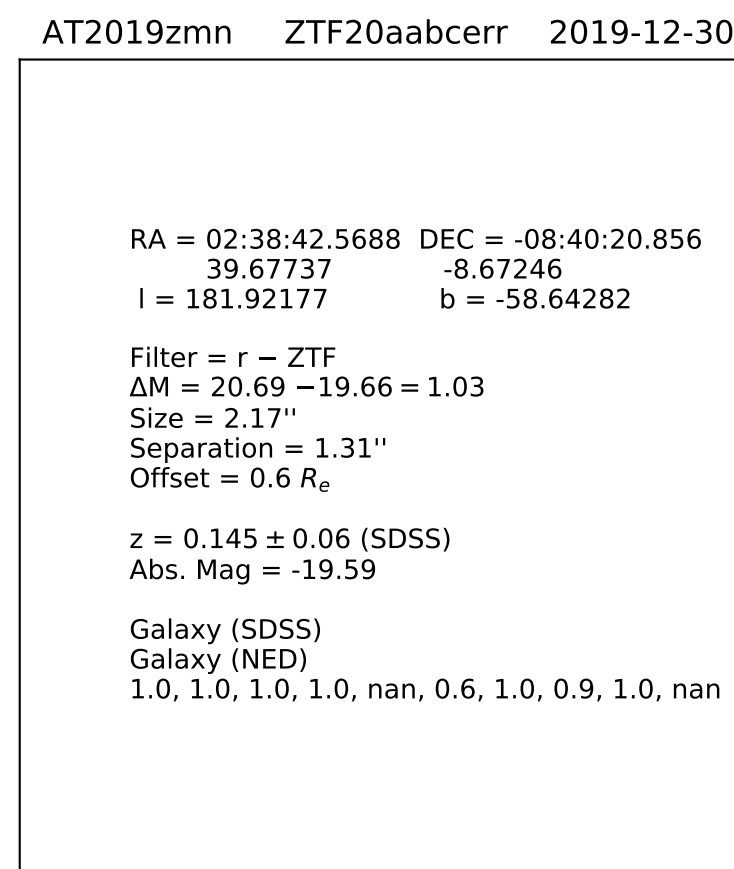 AT2019zmn ZTF20aabcerr 2019-12-30
RA = 02:38:42.5688 DEC = -08:40:20.856
39.67737 -8.67246
l = 181.92177 b = -58.64282
Filter = r − ZTF
ΔM = 20.69 −19.66 = 1.03
Size = 2.17''
Separation = 1.31''
Offset = 0.6 Rₑ
z = 0.145 ± 0.06 (SDSS)
Abs. Mag = -19.59
Galaxy (SDSS)
Galaxy (NED)
1.0, 1.0, 1.0, 1.0, nan, 0.6, 1.0, 0.9, 1.0, nan